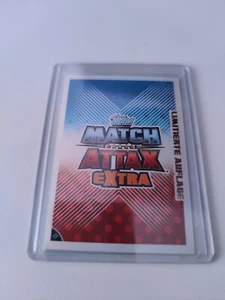 Topps
MATCH
ATTAX
EXTRA
LIMITIERTE AUFLAGE